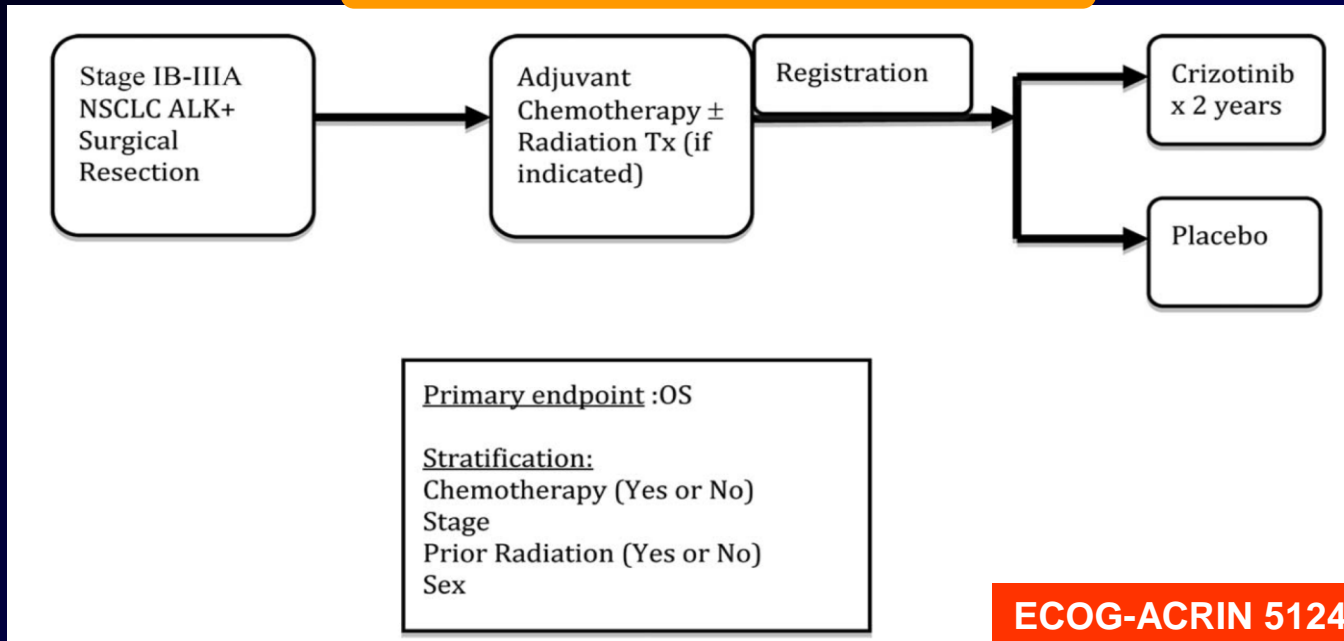 Stage IB-IIIA
NSCLC ALK+
Surgical
Resection
Adjuvant
Chemotherapy ±
Radiation Tx (if
indicated)
Registration
Crizotinib
x 2 years
Placebo
Primary endpoint :OS
Stratification:
Chemotherapy (Yes or No)
Stage
Prior Radiation (Yes or No)
Sex
ECOG-ACRIN 5124